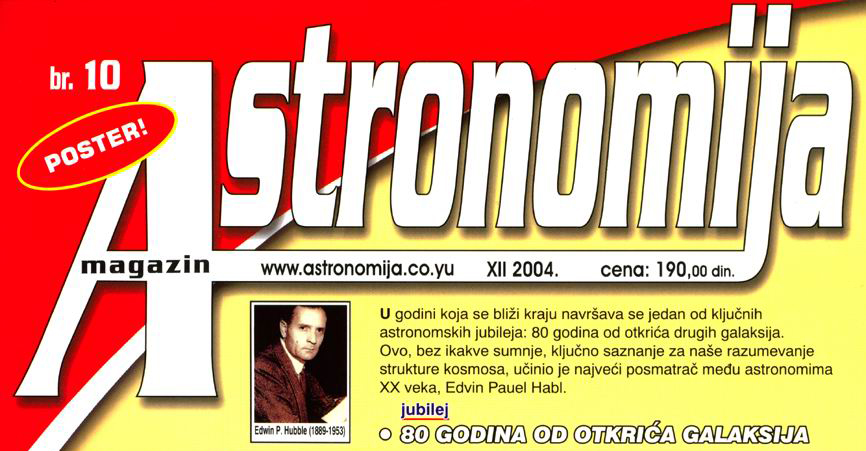 br. 10
Astronomija
POSTER!
magazin
www.astronomija.co.yu XII 2004. cena: 190,00 din.
U godini koja se bliži kraju navršava se jedan od ključnih
astronomskih jubileja: 80 godina od otkrića drugih galaksija.
Ovo, bez ikakve sumnje, ključno saznanje za naše razumevanje
strukture kosmosa, učinio je najveći posmatrač među astronomima
XX veka, Edvin Pauel Habl.
Edwin P. Hubble (1889-1953)
jubilej
• 80 GODINA OD OTKRIĆA GALAKSIJA